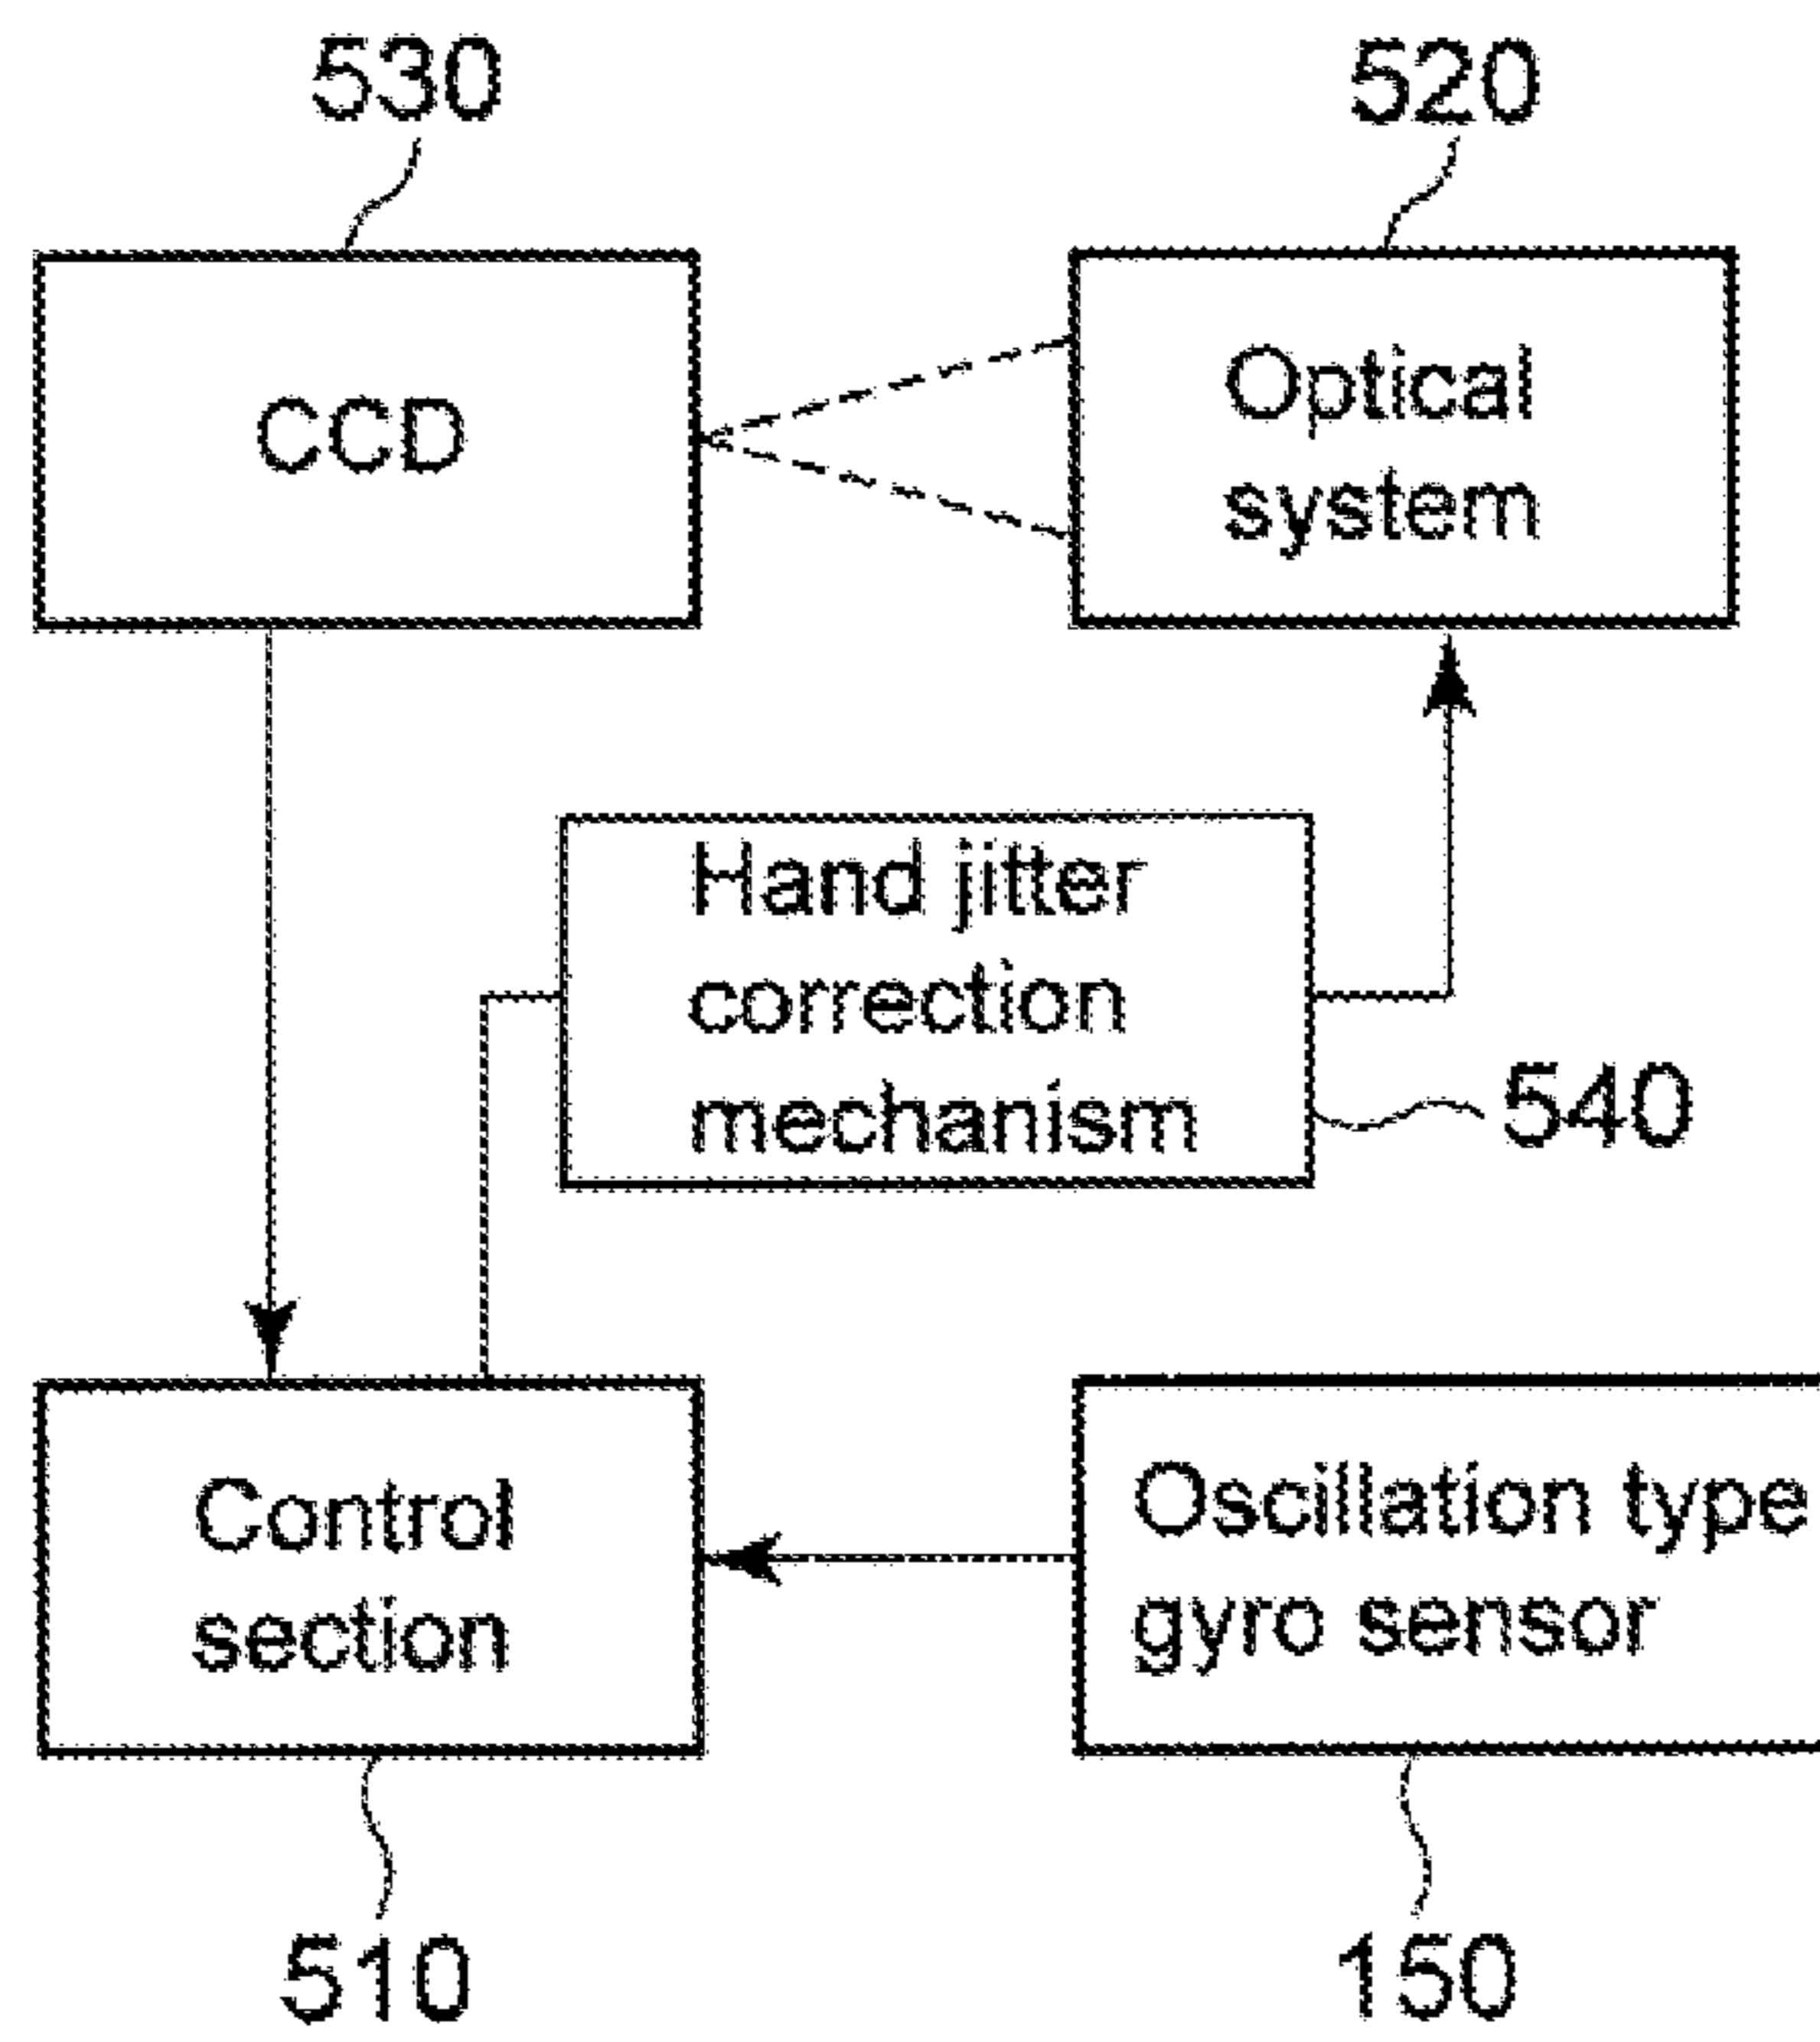 530
520
CCD
Optical
system
Hand jitter
correction
mechanism
540
Control
section
Oscillation type
gyro sensor
510
150